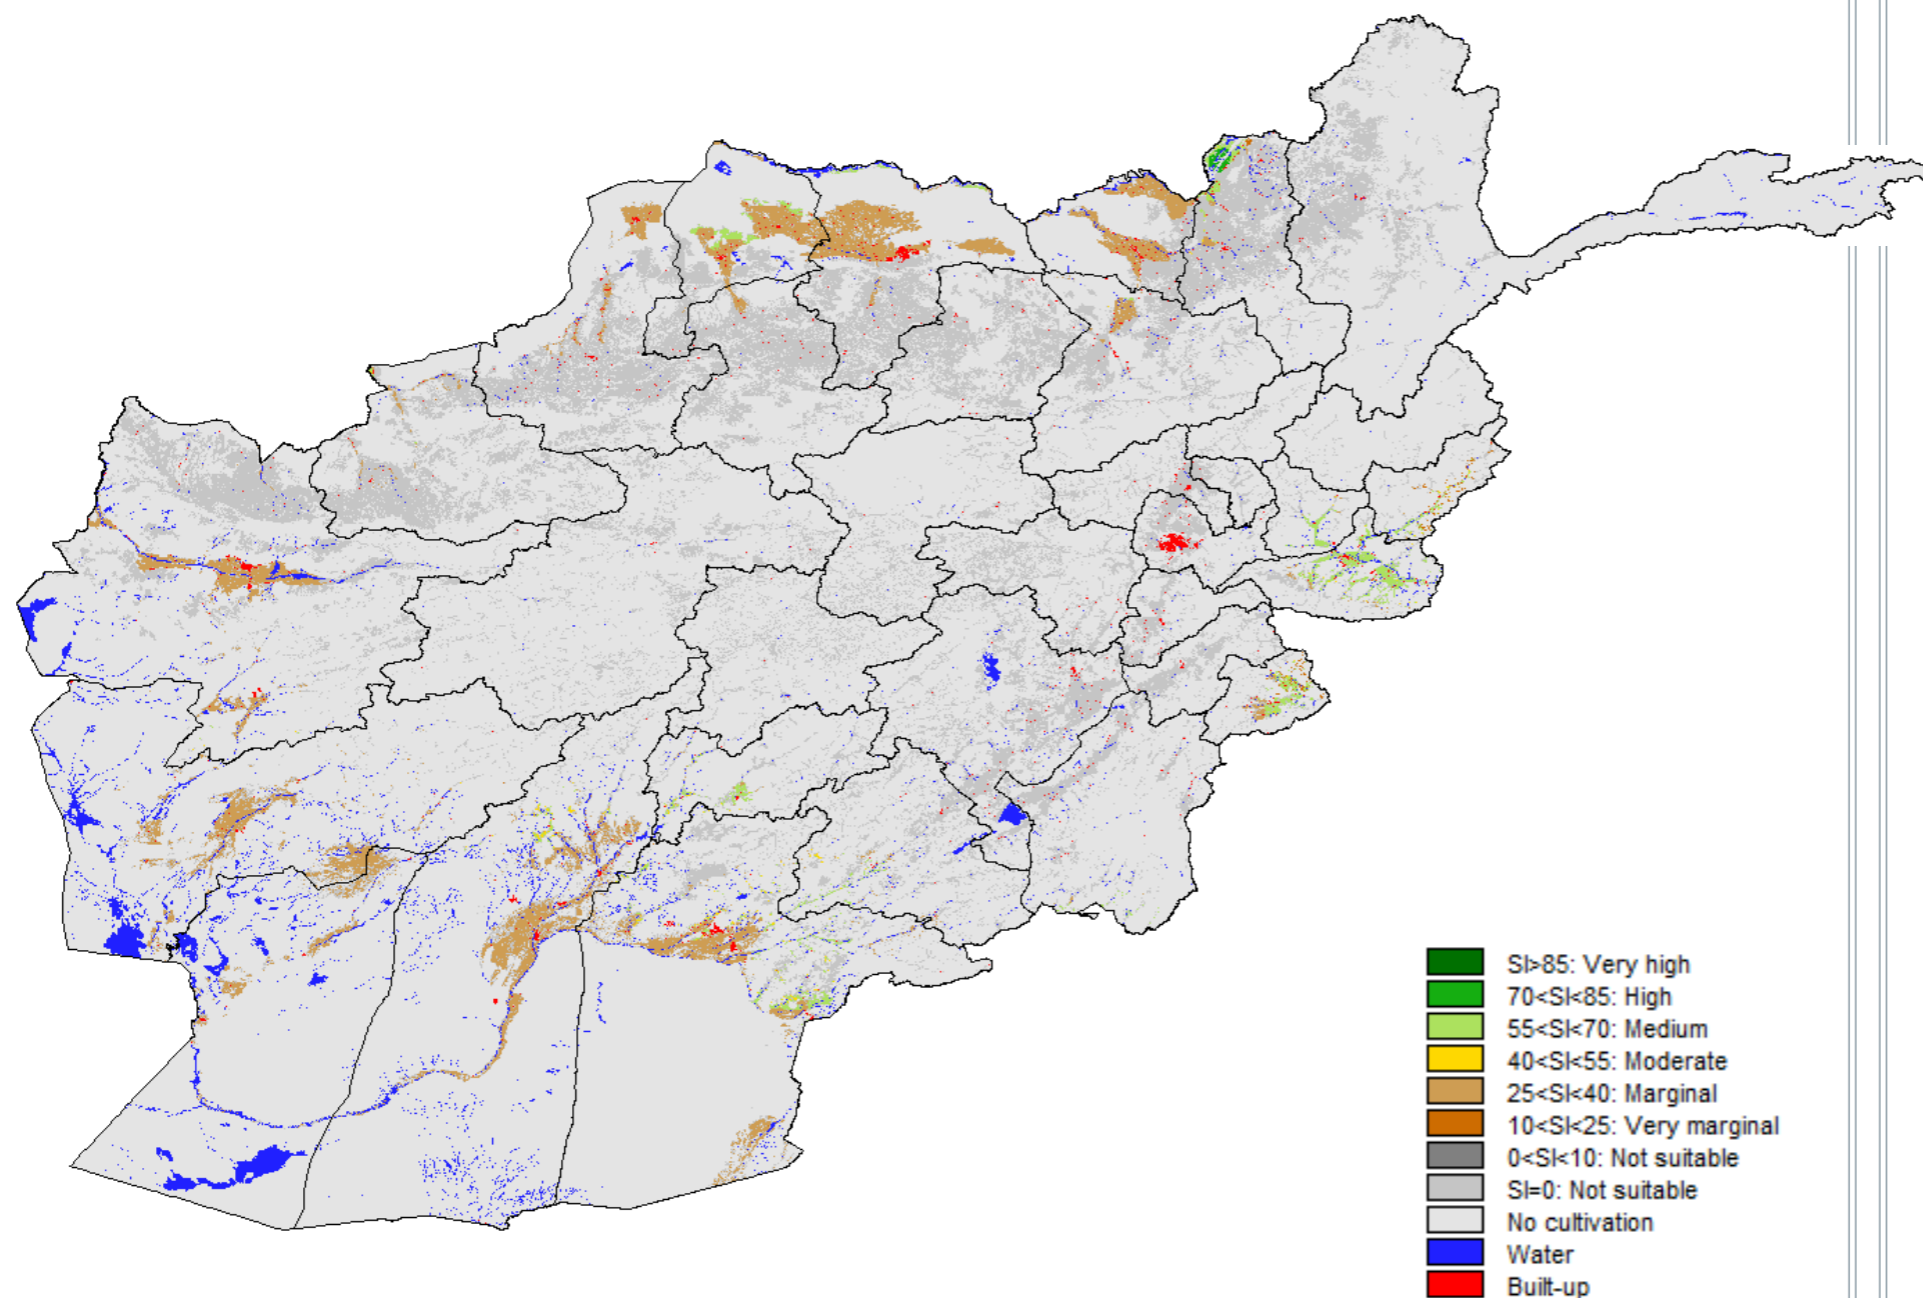 SI>85: Very high
70<SI<85: High
55<SI<70: Medium
40<SI<55: Moderate
25<SI<40: Marginal
10<SI<25: Very marginal
0<SI<10: Not suitable
SI=0: Not suitable
No cultivation
Water
Built-up